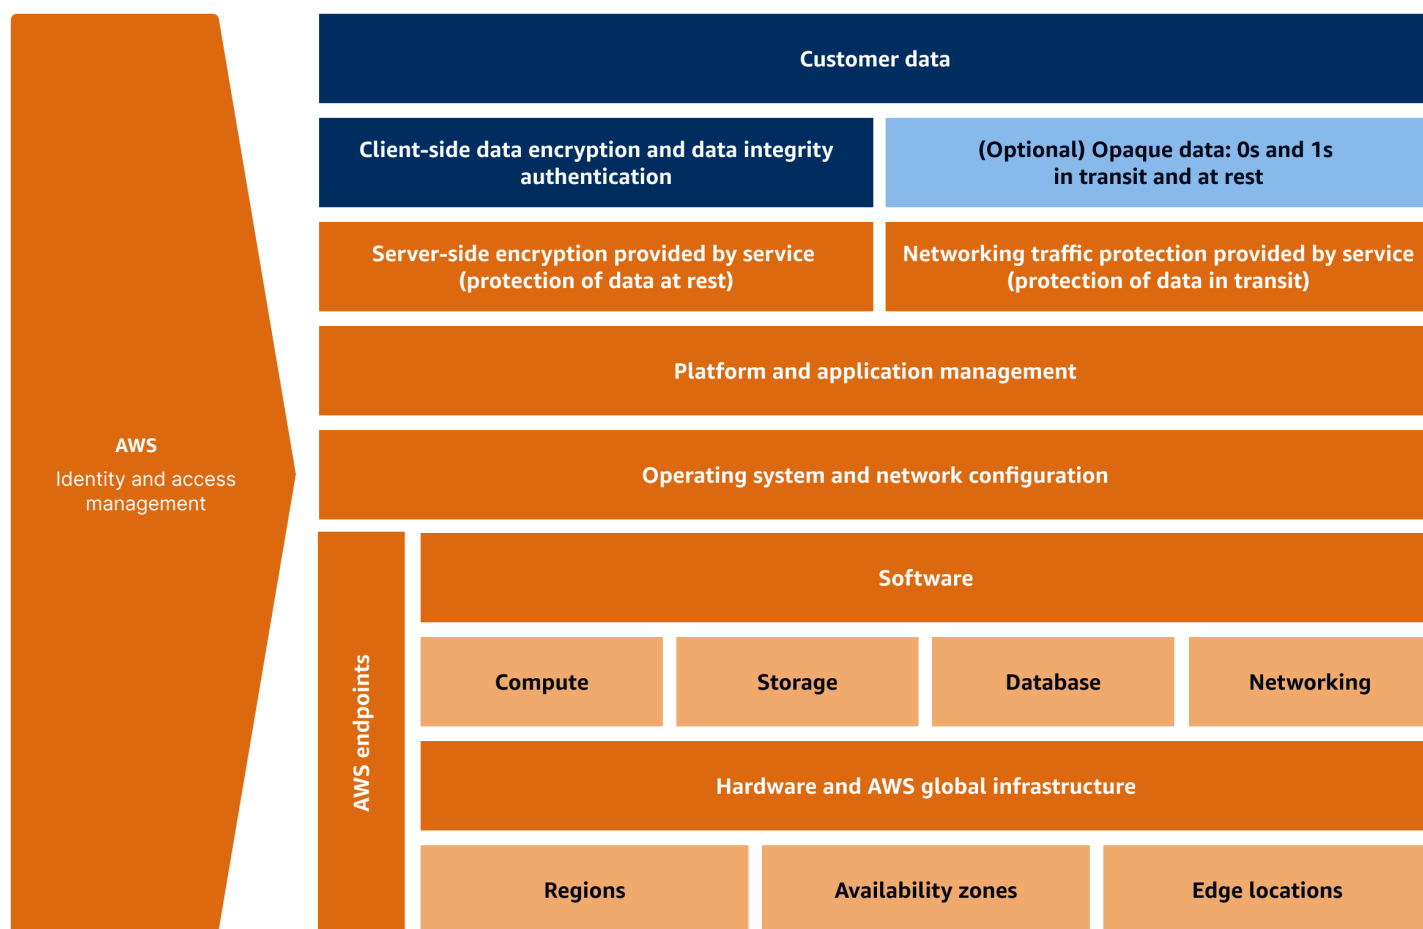 Customer data
Client-side data encryption and data integrity
authentication
(Optional) Opaque data: 0s and 1s
in transit and at rest
Server-side encryption provided by service
(protection of data at rest)
Networking traffic protection provided by service
(protection of data in transit)
Platform and application management
AWS
Identity and access
management
Operating system and network configuration
AWS endpoints
Software
Compute
Storage
Database
Networking
Hardware and AWS global infrastructure
Regions
Availability zones
Edge locations